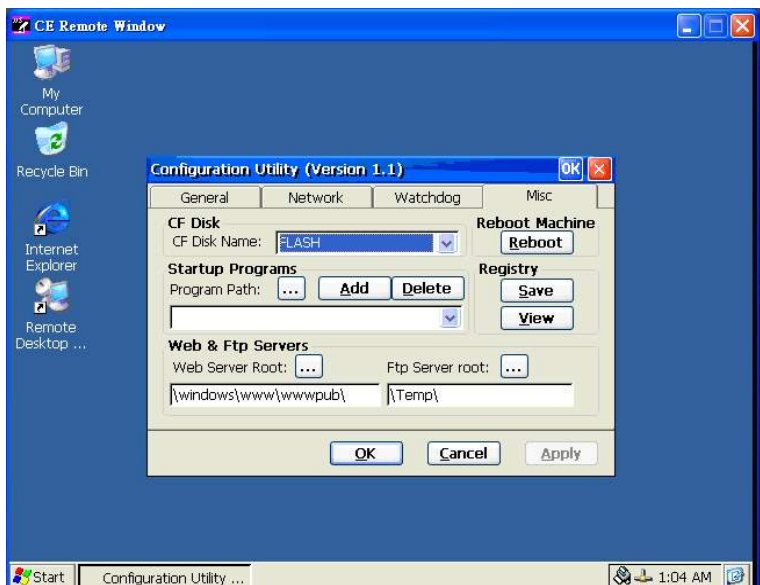 CE Remote Window
My
Computer
Recycle Bin
Internet
Explorer
Remote
Desktop ...
Configuration Utility (Version 1.1)
OK
General Network Watchdog Misc
CF Disk
CF Disk Name: FLASH
Reboot Machine
Reboot
Startup Programs
Program Path: ... Add Delete
Registry
Save
View
Web & Ftp Servers
Web Server Root: ... Ftp Server root: ...
\windows\www\wwwpub\ \Temp\
OK Cancel Apply
Start Configuration Utility ... 1:04 AM